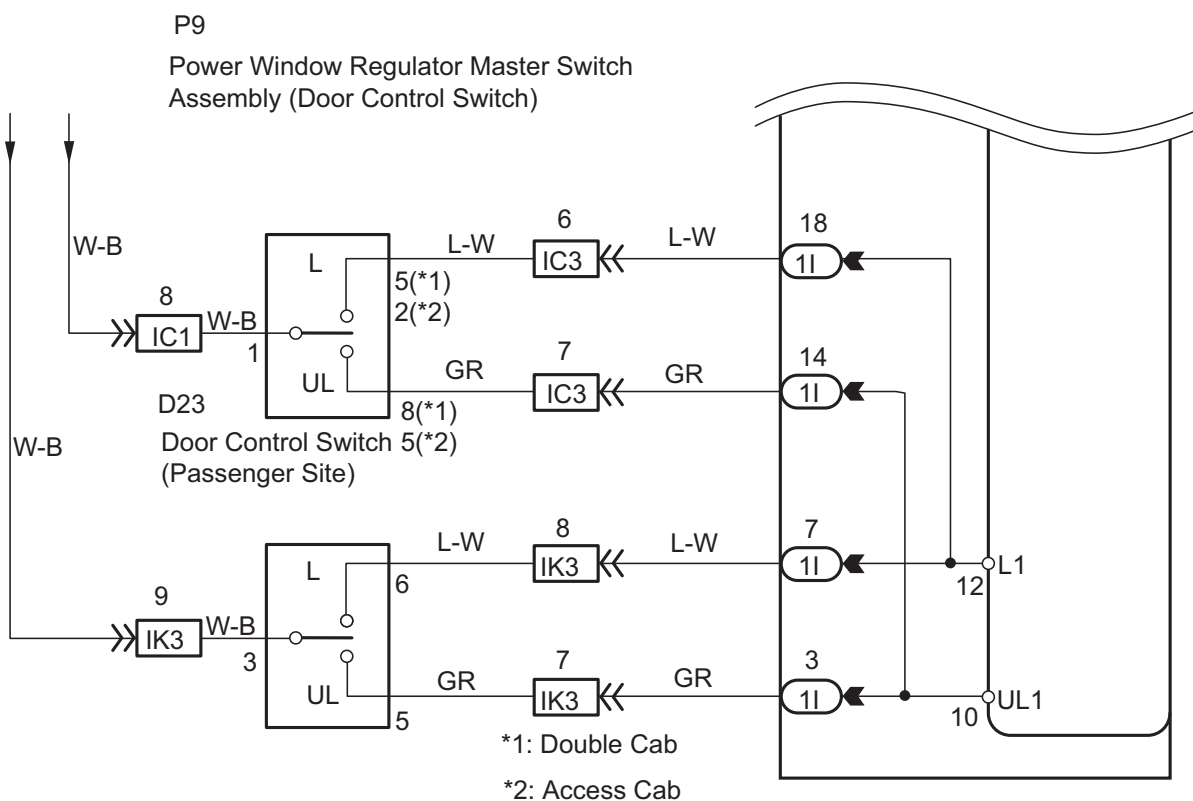 P9
Power Window Regulator Master Switch
Assembly (Door Control Switch)
W-B
W-B
8
IC1
W-B
1
L
UL
L-W
5(*1)
2(*2)
6
IC3
L-W
18
1I
GR
8(*1)
7
IC3
GR
14
1I
D23
Door Control Switch 5(*2)
(Passenger Site)
9
IK3
W-B
3
L
UL
L-W
6
8
IK3
L-W
7
1I
12
L1
GR
5
7
IK3
GR
3
1I
10
UL1
*1: Double Cab
*2: Access Cab